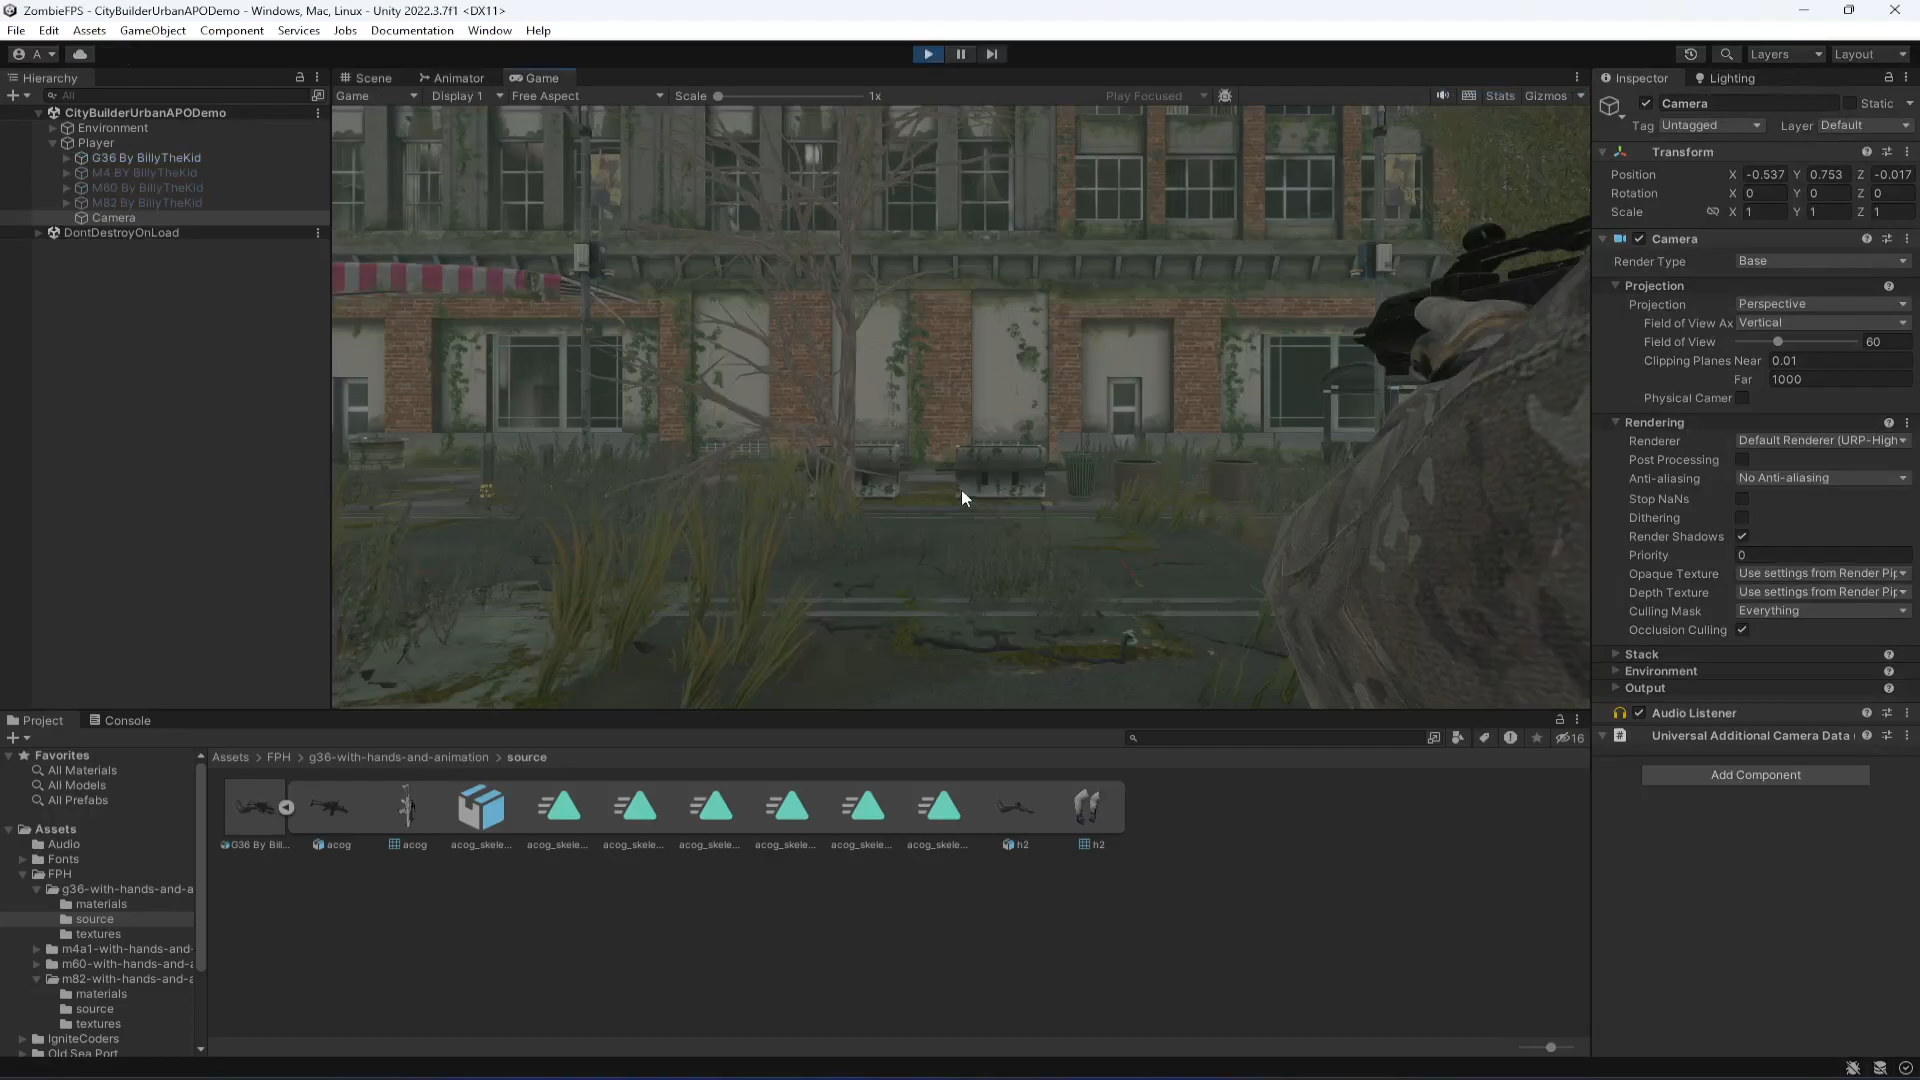 ZombieFPS - CityBuilderUrbanAPODemo - Windows, Mac, Linux - Unity 2022.3.7f1 <DX11>
File Edit Assets GameObject Component Services Jobs Documentation Window Help
A Layers Layout
Hierarchy
All
CityBuilderUrbanAPODemo
Environment
Player
G36 By BillyTheKid
M4 BY BillyTheKid
M60 By BillyTheKid
M82 By BillyTheKid
Camera
DontDestroyOnLoad
Scene Animator Game
Game Display 1 Free Aspect Scale 1x Play Focused Stats Gizmos
Inspector Lighting
Camera Static
Tag Untagged Layer Default
Transform
Position X -0.537 Y 0.753 Z -0.017
Rotation X 0 Y 0 Z 0
Scale X 1 Y 1 Z 1
Camera
Render Type Base
Projection
Projection Perspective
Field of View Ax Vertical
Field of View 60
Clipping Planes Near 0.01
Far 1000
Physical Camer
Rendering
Renderer Default Renderer (URP-High
Post Processing
Anti-aliasing No Anti-aliasing
Stop NaNs
Dithering
Render Shadows
Priority 0
Opaque Texture Use settings from Render Pip
Depth Texture Use settings from Render Pip
Culling Mask Everything
Occlusion Culling
Stack
Environment
Output
Audio Listener
# Universal Additional Camera Data (
Add Component
Project Console
16
Favorites
All Materials
All Models
All Prefabs
Assets
Audio
Fonts
FPH
g36-with-hands-and-a
materials
source
textures
m4a1-with-hands-and-
m60-with-hands-and-a
m82-with-hands-and-a
materials
source
textures
IgniteCoders
Old Sea Port
Assets > FPH > g36-with-hands-and-animation > source
G36 By Bill... acog acog acog_skele... acog_skele... acog_skele... acog_skele... acog_skele... acog_skele... acog_skele... h2 h2